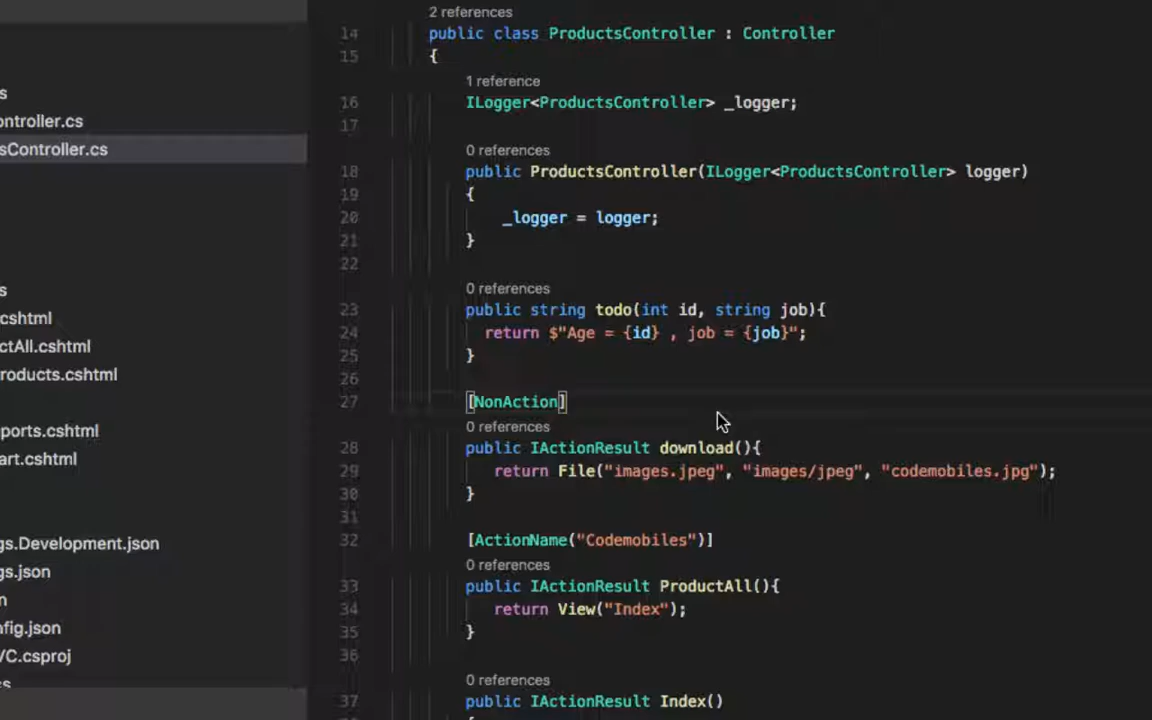 s
ontroller.cs
sController.cs
s
cshtml
ctAll.cshtml
roducts.cshtml
ports.cshtml
art.cshtml
gs.Development.json
gs.json
n
nfig.json
VC.csproj
cs
2 references
14 public class ProductsController : Controller
15 {
1 reference
16 ILogger<ProductsController> _logger;
17
0 references
18 public ProductsController(ILogger<ProductsController> logger)
19 {
20 _logger = logger;
21 }
22
0 references
23 public string todo(int id, string job){
24 return $"Age = {id} , job = {job}";
25 }
26
27 [NonAction]
0 references
28 public IActionResult download(){
29 return File("images.jpeg", "images/jpeg", "codemobiles.jpg");
30 }
31
32 [ActionName("Codemobiles")]
0 references
33 public IActionResult ProductAll(){
34 return View("Index");
35 }
36
0 references
37 public IActionResult Index()
{